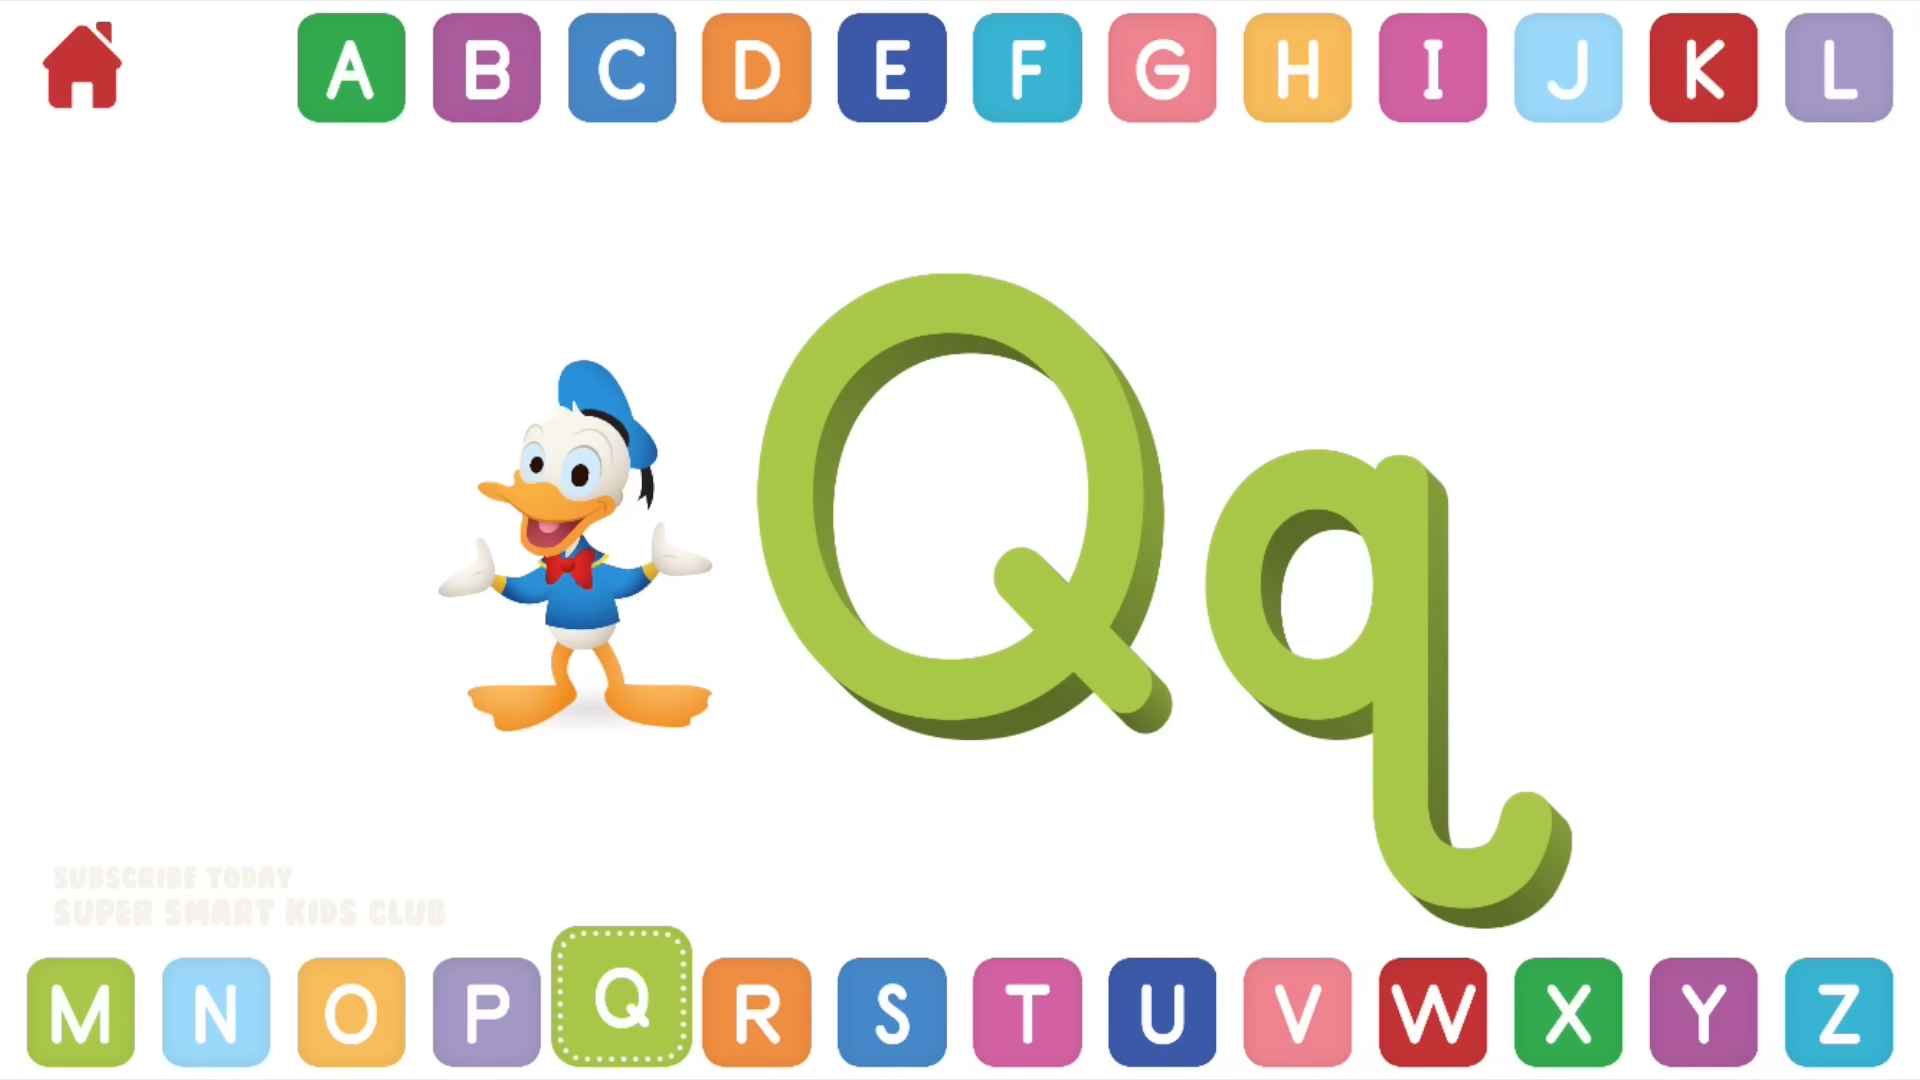 A B C D E F G H I J K L
Qq
SUBSCRIBE TODAY
SUPER SMART KIDS CLUB
M N O P Q R S T U V W X Y Z